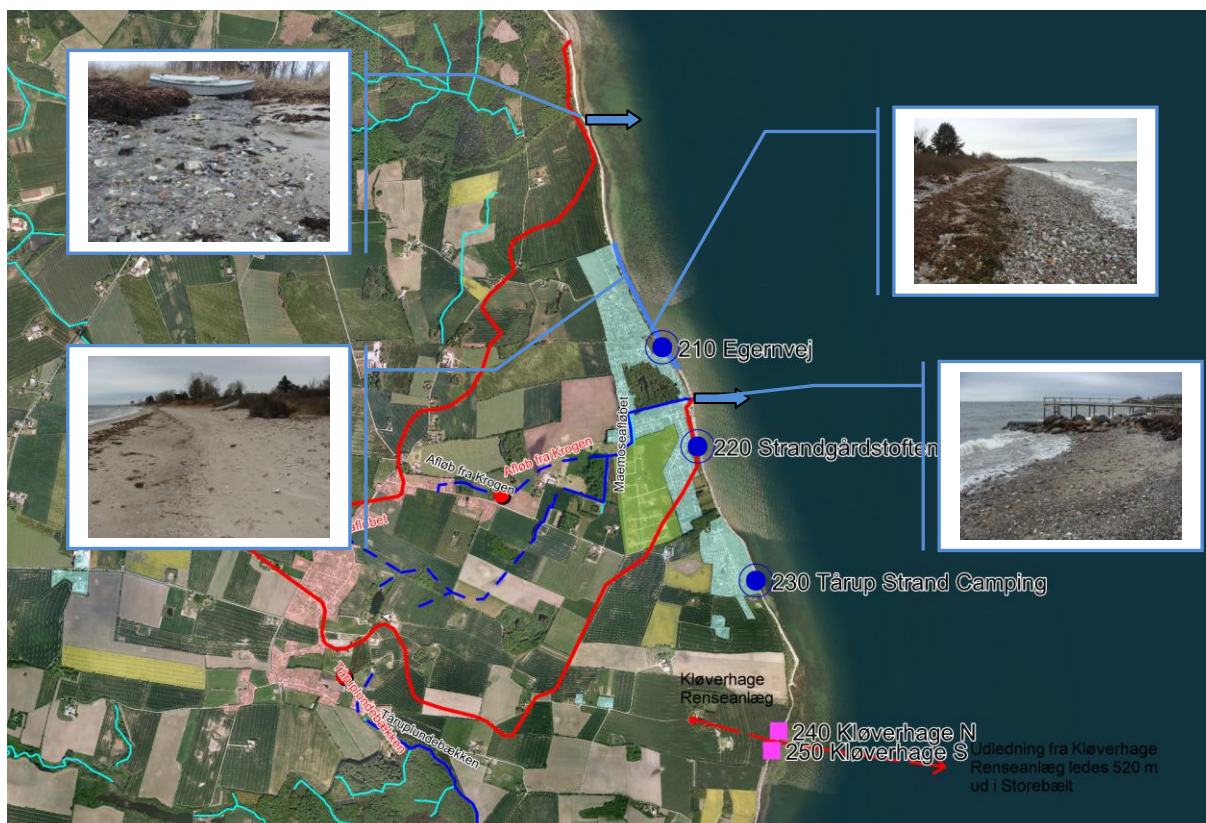 210 Egernvej
Maemoseafløbet
220 Strandgårdstoften
Afløb fra Krogen
Afløb fra Krogen
afløbet
230 Tårup Strand Camping
Tåruplundebækken
Tåruplundebækken
Kløverhage
Renseanlæg
240 Kløverhage N
250 Kløverhage S
Udledning fra Kløverhage
Renseanlæg ledes 520 m
ud i Storebælt